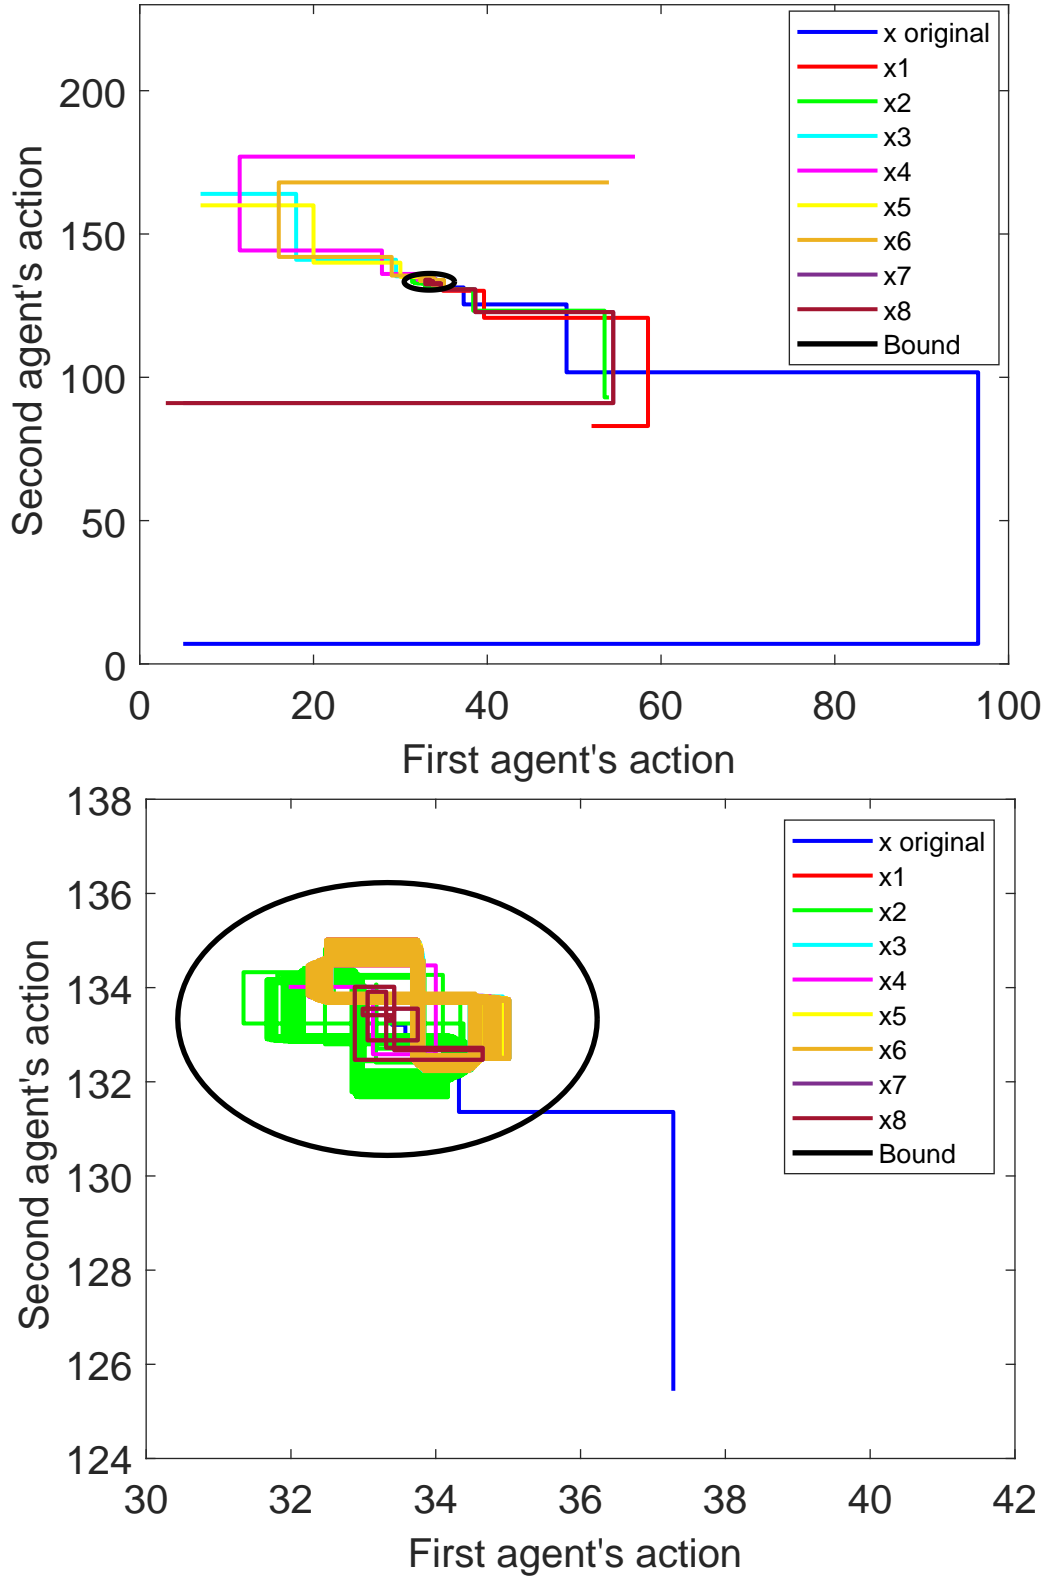 200
150
100
50
0
0 20 40 60 80 100
Second agent's action
First agent's action
x original
x1
x2
x3
x4
x5
x6
x7
x8
Bound
138
136
134
132
130
128
126
124
30 32 34 36 38 40 42
Second agent's action
First agent's action
x original
x1
x2
x3
x4
x5
x6
x7
x8
Bound